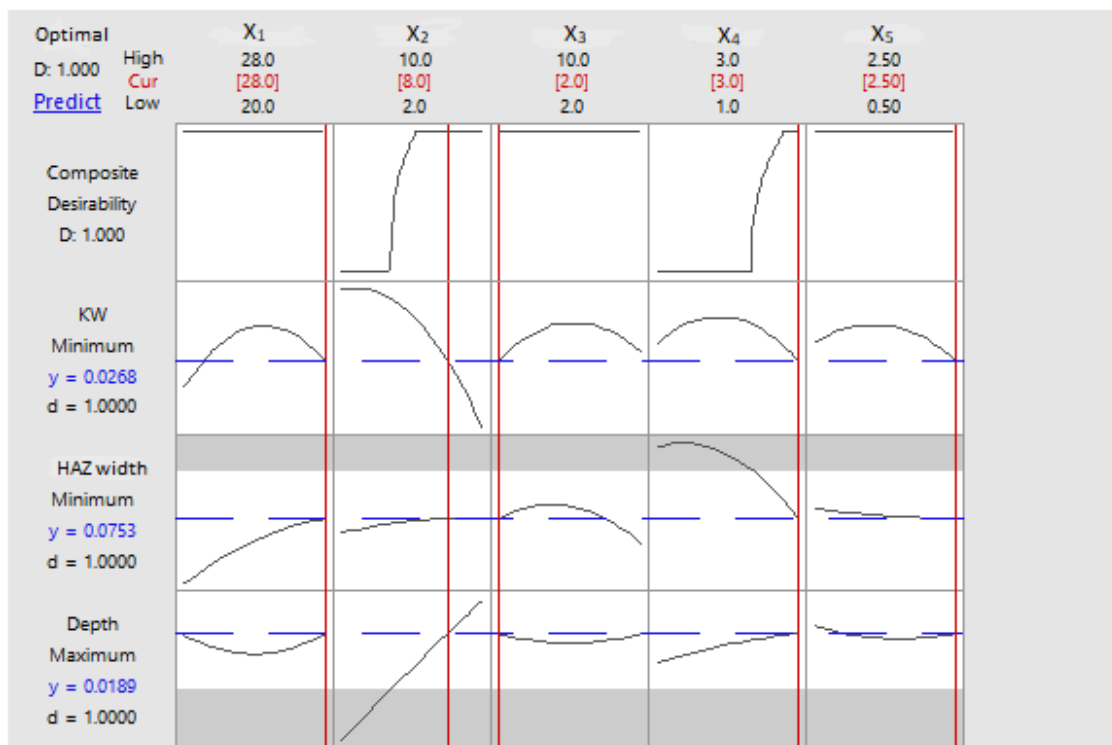 Optimal
D: 1.000
Predict
High
Cur
Low
X₁
28.0
[28.0]
20.0
X₂
10.0
[8.0]
2.0
X₃
10.0
[2.0]
2.0
X₄
3.0
[3.0]
1.0
X₅
2.50
[2.50]
0.50
Composite
Desirability
D: 1.000
KW
Minimum
y = 0.0268
d = 1.0000
HAZ width
Minimum
y = 0.0753
d = 1.0000
Depth
Maximum
y = 0.0189
d = 1.0000